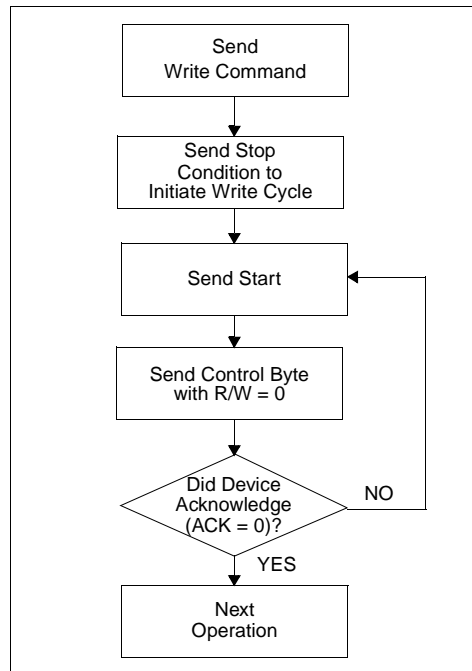 Send
Write Command
Send Stop
Condition to
Initiate Write Cycle
Send Start
Send Control Byte
with R/W = 0
Did Device
Acknowledge
(ACK = 0)?
NO
YES
Next
Operation